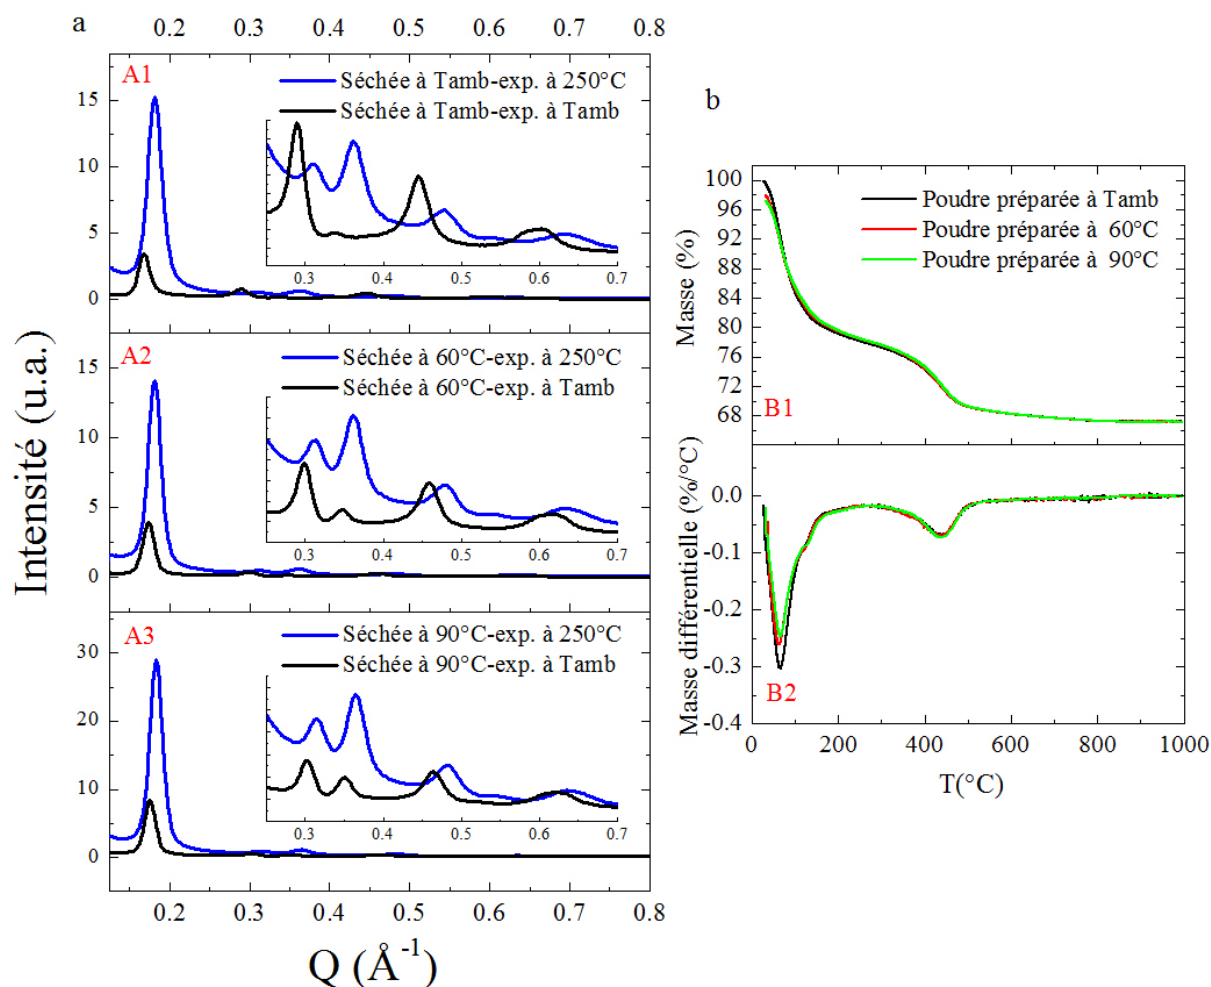 a
0.2 0.3 0.4 0.5 0.6 0.7 0.8
A1
Séchée à Tamb-exp. à 250°C
Séchée à Tamb-exp. à Tamb
15
10
5
0
0.3 0.4 0.5 0.6 0.7
A2
Séchée à 60°C-exp. à 250°C
Séchée à 60°C-exp. à Tamb
15
10
5
0
0.3 0.4 0.5 0.6 0.7
A3
Séchée à 90°C-exp. à 250°C
Séchée à 90°C-exp. à Tamb
30
20
10
0
0.3 0.4 0.5 0.6 0.7
0.2 0.3 0.4 0.5 0.6 0.7 0.8
Intensité (u.a.)
Q (Å-1)
b
Poudre préparée à Tamb
Poudre préparée à 60°C
Poudre préparée à 90°C
100
96
92
88
84
80
76
72
68
Masse (%)
B1
0.0
-0.1
-0.2
-0.3
-0.4
Masse différentielle (%/°C)
B2
0 200 400 600 800 1000
T(°C)